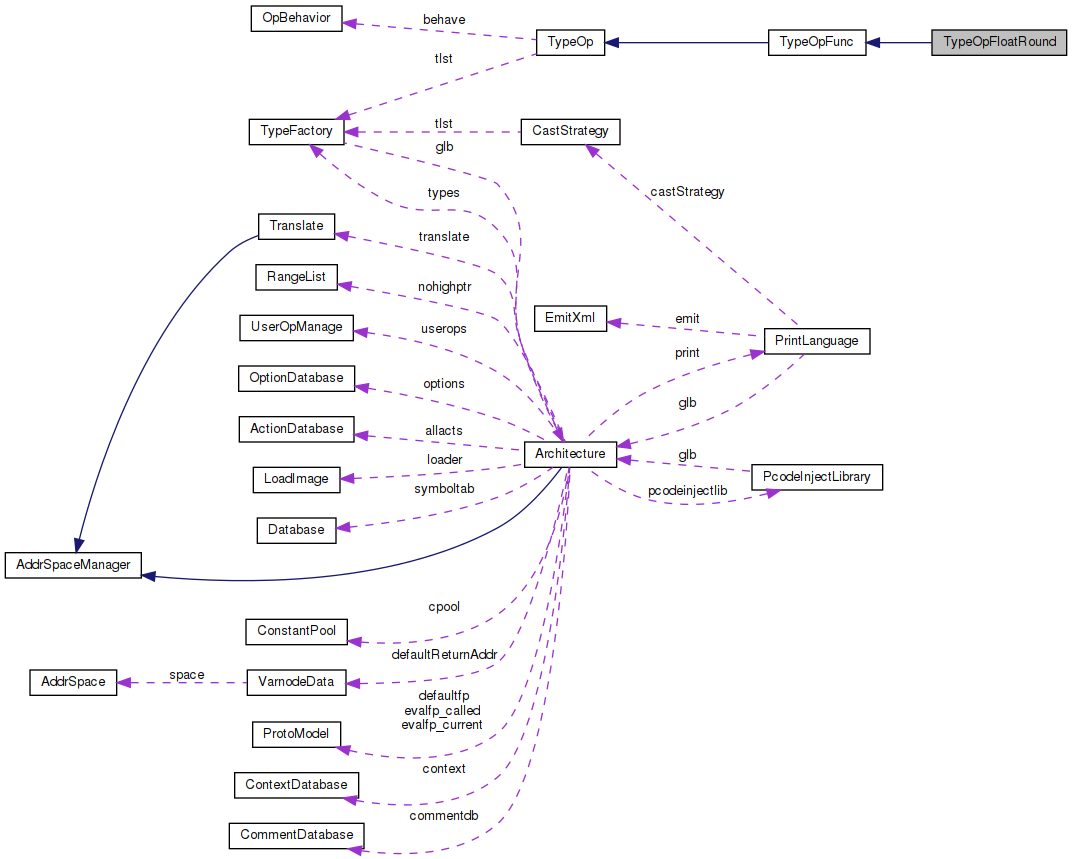 OpBehavior
behave
TypeOp
TypeOpFunc
TypeOpFloatRound
tlst
TypeFactory
tlst
CastStrategy
glb
types
castStrategy
Translate
translate
RangeList
nohighptr
EmitXml
emit
UserOpManage
userops
PrintLanguage
print
OptionDatabase
options
glb
ActionDatabase
allacts
Architecture
glb
LoadImage
loader
PcodeInjectLibrary
symboltab
pcodeinjectlib
Database
AddrSpaceManager
cpool
ConstantPool
defaultReturnAddr
AddrSpace
space
VarnodeData
defaultfp
evalfp_called
evalfp_current
ProtoModel
context
ContextDatabase
commentdb
CommentDatabase